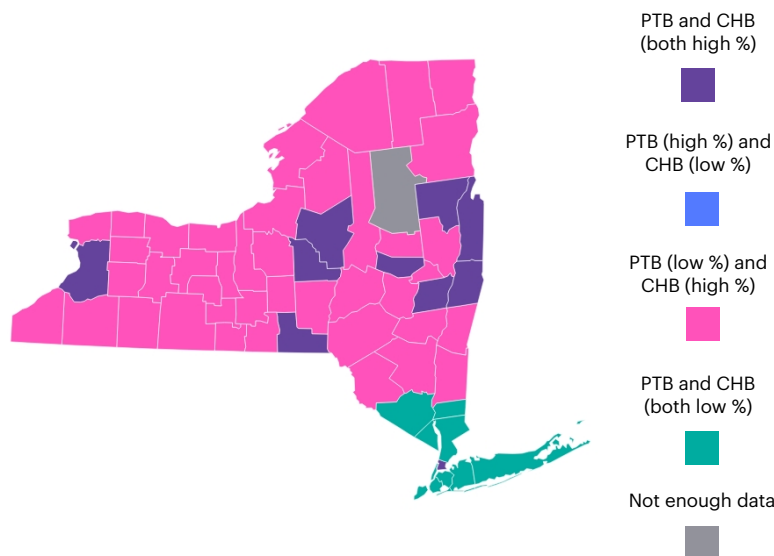 PTB and CHB
(both high %)
PTB (high %) and
CHB (low %)
PTB (low %) and
CHB (high %)
PTB and CHB
(both low %)
Not enough data